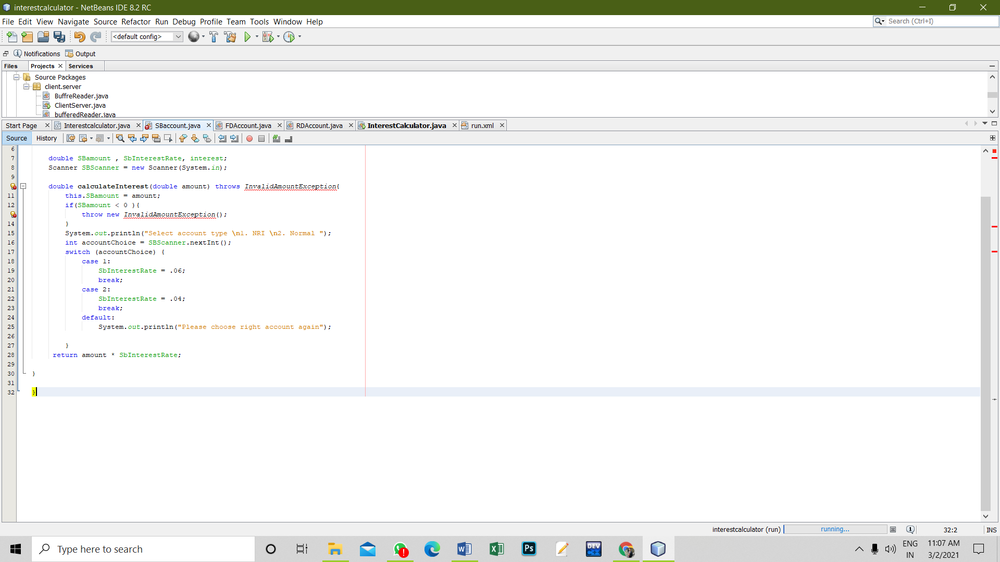 interestcalculator - NetBeans IDE 8.2 RC
File Edit View Navigate Source Refactor Run Debug Profile Team Tools Window Help
Search (Ctrl+I)
<default config>
Notifications Output
Files Projects Services
Source Packages
client.server
BuffreReader.java
ClientServer.java
bufferedReader.java
Start Page Interestcalculator.java SBaccount.java FDAccount.java RDAccount.java InterestCalculator.java run.xml
Source History
6
7 double SBamount , SbInterestRate, interest;
8 Scanner SBScanner = new Scanner(System.in);
9
double calculateInterest(double amount) throws InvalidAmountException{
11 this.SBamount = amount;
12 if(SBamount < 0 ){
throw new InvalidAmountException();
14 }
15 System.out.println("Select account type \n1. NRI \n2. Normal ");
16 int accountChoice = SBScanner.nextInt();
17 switch (accountChoice) {
18 case 1:
19 SbInterestRate = .06;
20 break;
21 case 2:
22 SbInterestRate = .04;
23 break;
24 default:
25 System.out.println("Please choose right account again");
26
27 }
28 return amount * SbInterestRate;
29
30 }
31
32 }
interestcalculator (run) running... 1 32:2 INS
Type here to search
W X Ps DEV C++
ENG 11:07 AM
IN 3/2/2021